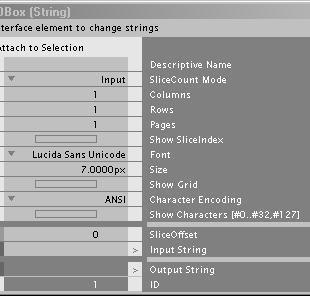 OBox (String)
terface element to change strings
Attach to Selection
Descriptive Name
Input SliceCount Mode
1 Columns
1 Rows
1 Pages
Show SliceIndex
Lucida Sans Unicode Font
7.0000px Size
Show Grid
ANSI Character Encoding
Show Characters [#0..#32,#127]
0 SliceOffset
> Input String
> Output String
1 ID